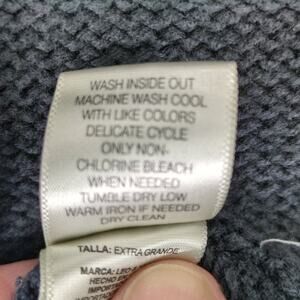 WASH INSIDE OUT
MACHINE WASH COOL
WITH LIKE COLORS
DELICATE CYCLE
ONLY NON-
CHLORINE BLEACH
WHEN NEEDED
TUMBLE DRY LOW
WARM IRON IF NEEDED
DRY CLEAN
TALLA: EXTRA GRANDE
MARCA:
HECHO